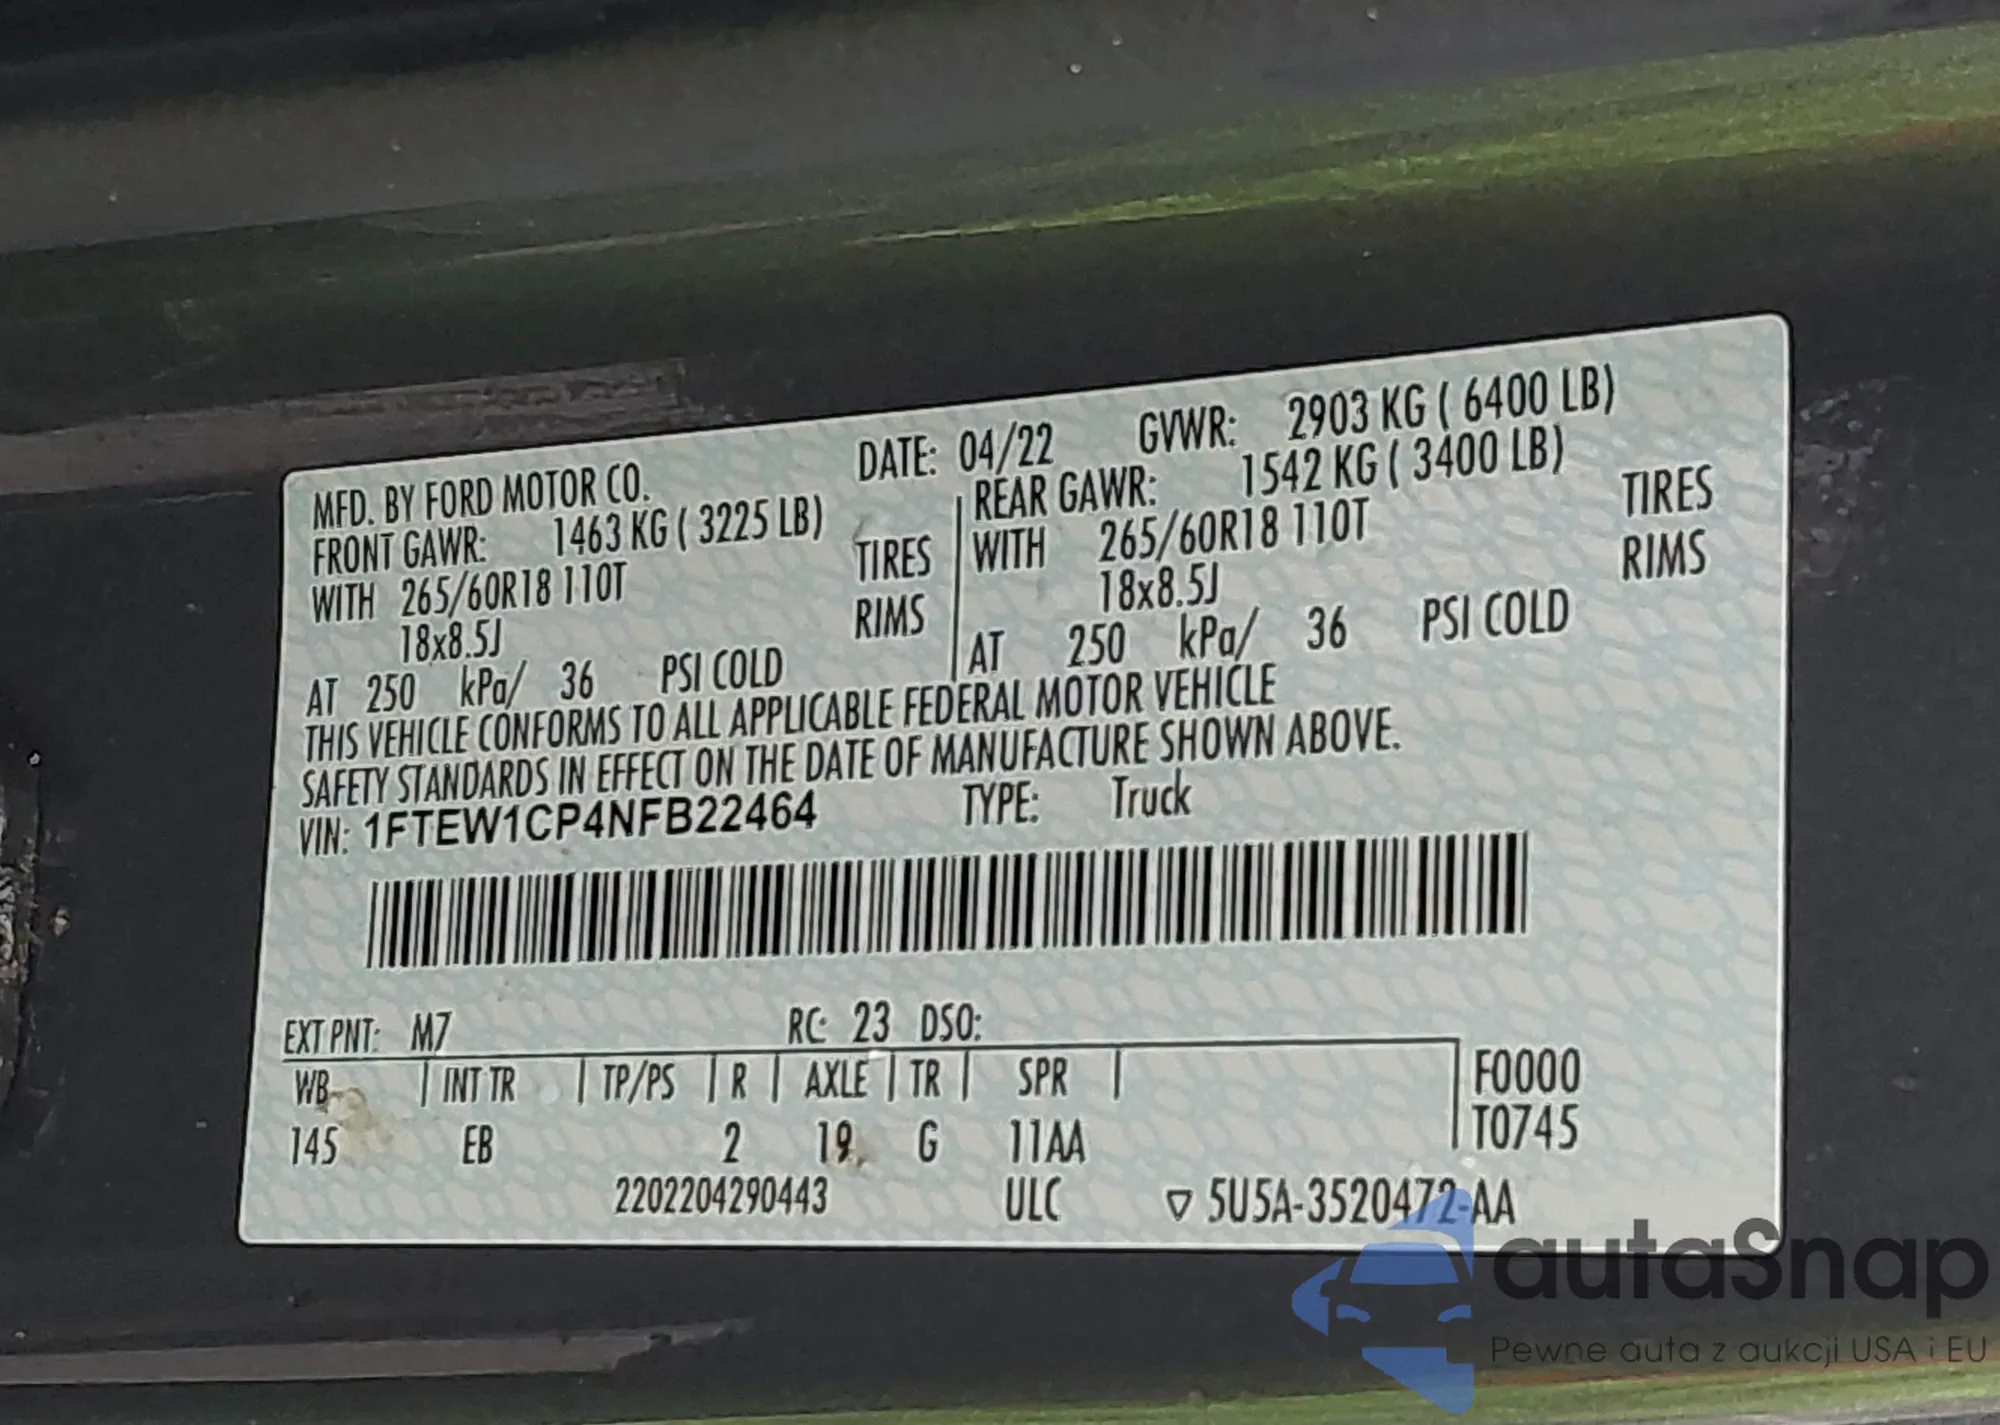 MFD. BY FORD MOTOR CO. DATE: 04/22 GVWR: 2903 KG ( 6400 LB)
FRONT GAWR: 1463 KG ( 3225 LB) REAR GAWR: 1542 KG ( 3400 LB)
WITH 265/60R18 110T TIRES WITH 265/60R18 110T TIRES
18x8.5J RIMS 18x8.5J RIMS
AT 250 kPa/ 36 PSI COLD AT 250 kPa/ 36 PSI COLD
THIS VEHICLE CONFORMS TO ALL APPLICABLE FEDERAL MOTOR VEHICLE
SAFETY STANDARDS IN EFFECT ON THE DATE OF MANUFACTURE SHOWN ABOVE.
VIN: 1FTEW1CP4NFB22464 TYPE: Truck
EXT PNT: M7 RC: 23 DSO:
WB INT TR TP/PS R AXLE TR SPR F0000
145 EB 2 19 G 11AA T0745
2202204290443 ULC ▽ 5U5A-3520472-AA
autaSnap
Pewne auta z aukcji USA i EU